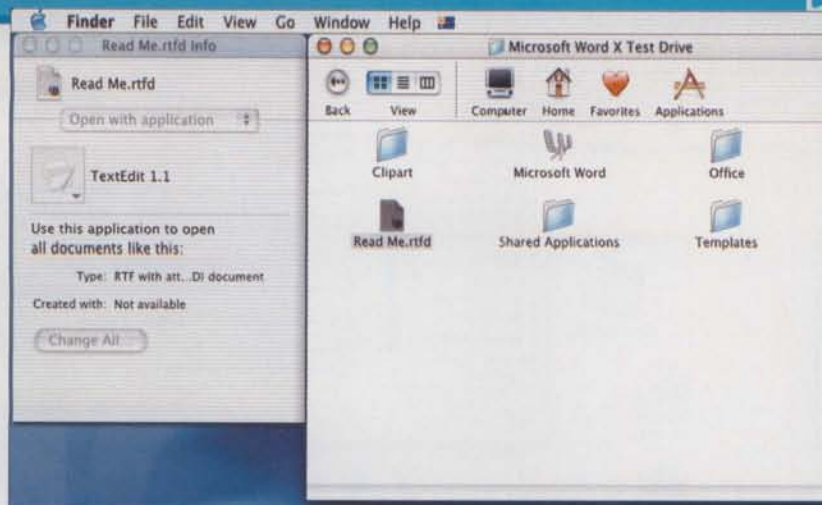 Finder File Edit View Go Window Help
Read Me.rtfd Info
Read Me.rtfd
Open with application
TextEdit 1.1
Use this application to open
all documents like this:
Type: RTF with att...DI document
Created with: Not available
Change All...
Microsoft Word X Test Drive
Back View Computer Home Favorites Applications
Clipart Microsoft Word Office
Read Me.rtfd Shared Applications Templates